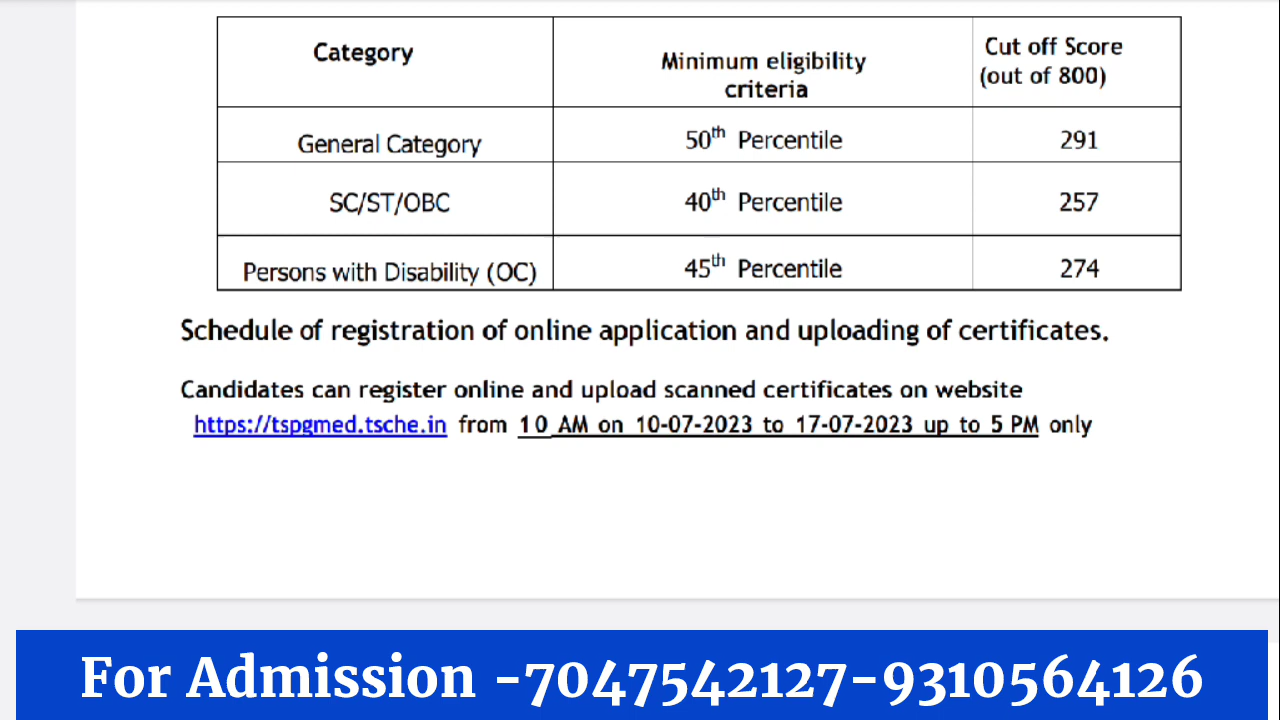 Category Minimum eligibility criteria Cut off Score (out of 800)
General Category 50th Percentile 291
SC/ST/OBC 40th Percentile 257
Persons with Disability (OC) 45th Percentile 274
Schedule of registration of online application and uploading of certificates.
Candidates can register online and upload scanned certificates on website
https://tspgmed.tsche.in from 10 AM on 10-07-2023 to 17-07-2023 up to 5 PM only
For Admission -7047542127-9310564126